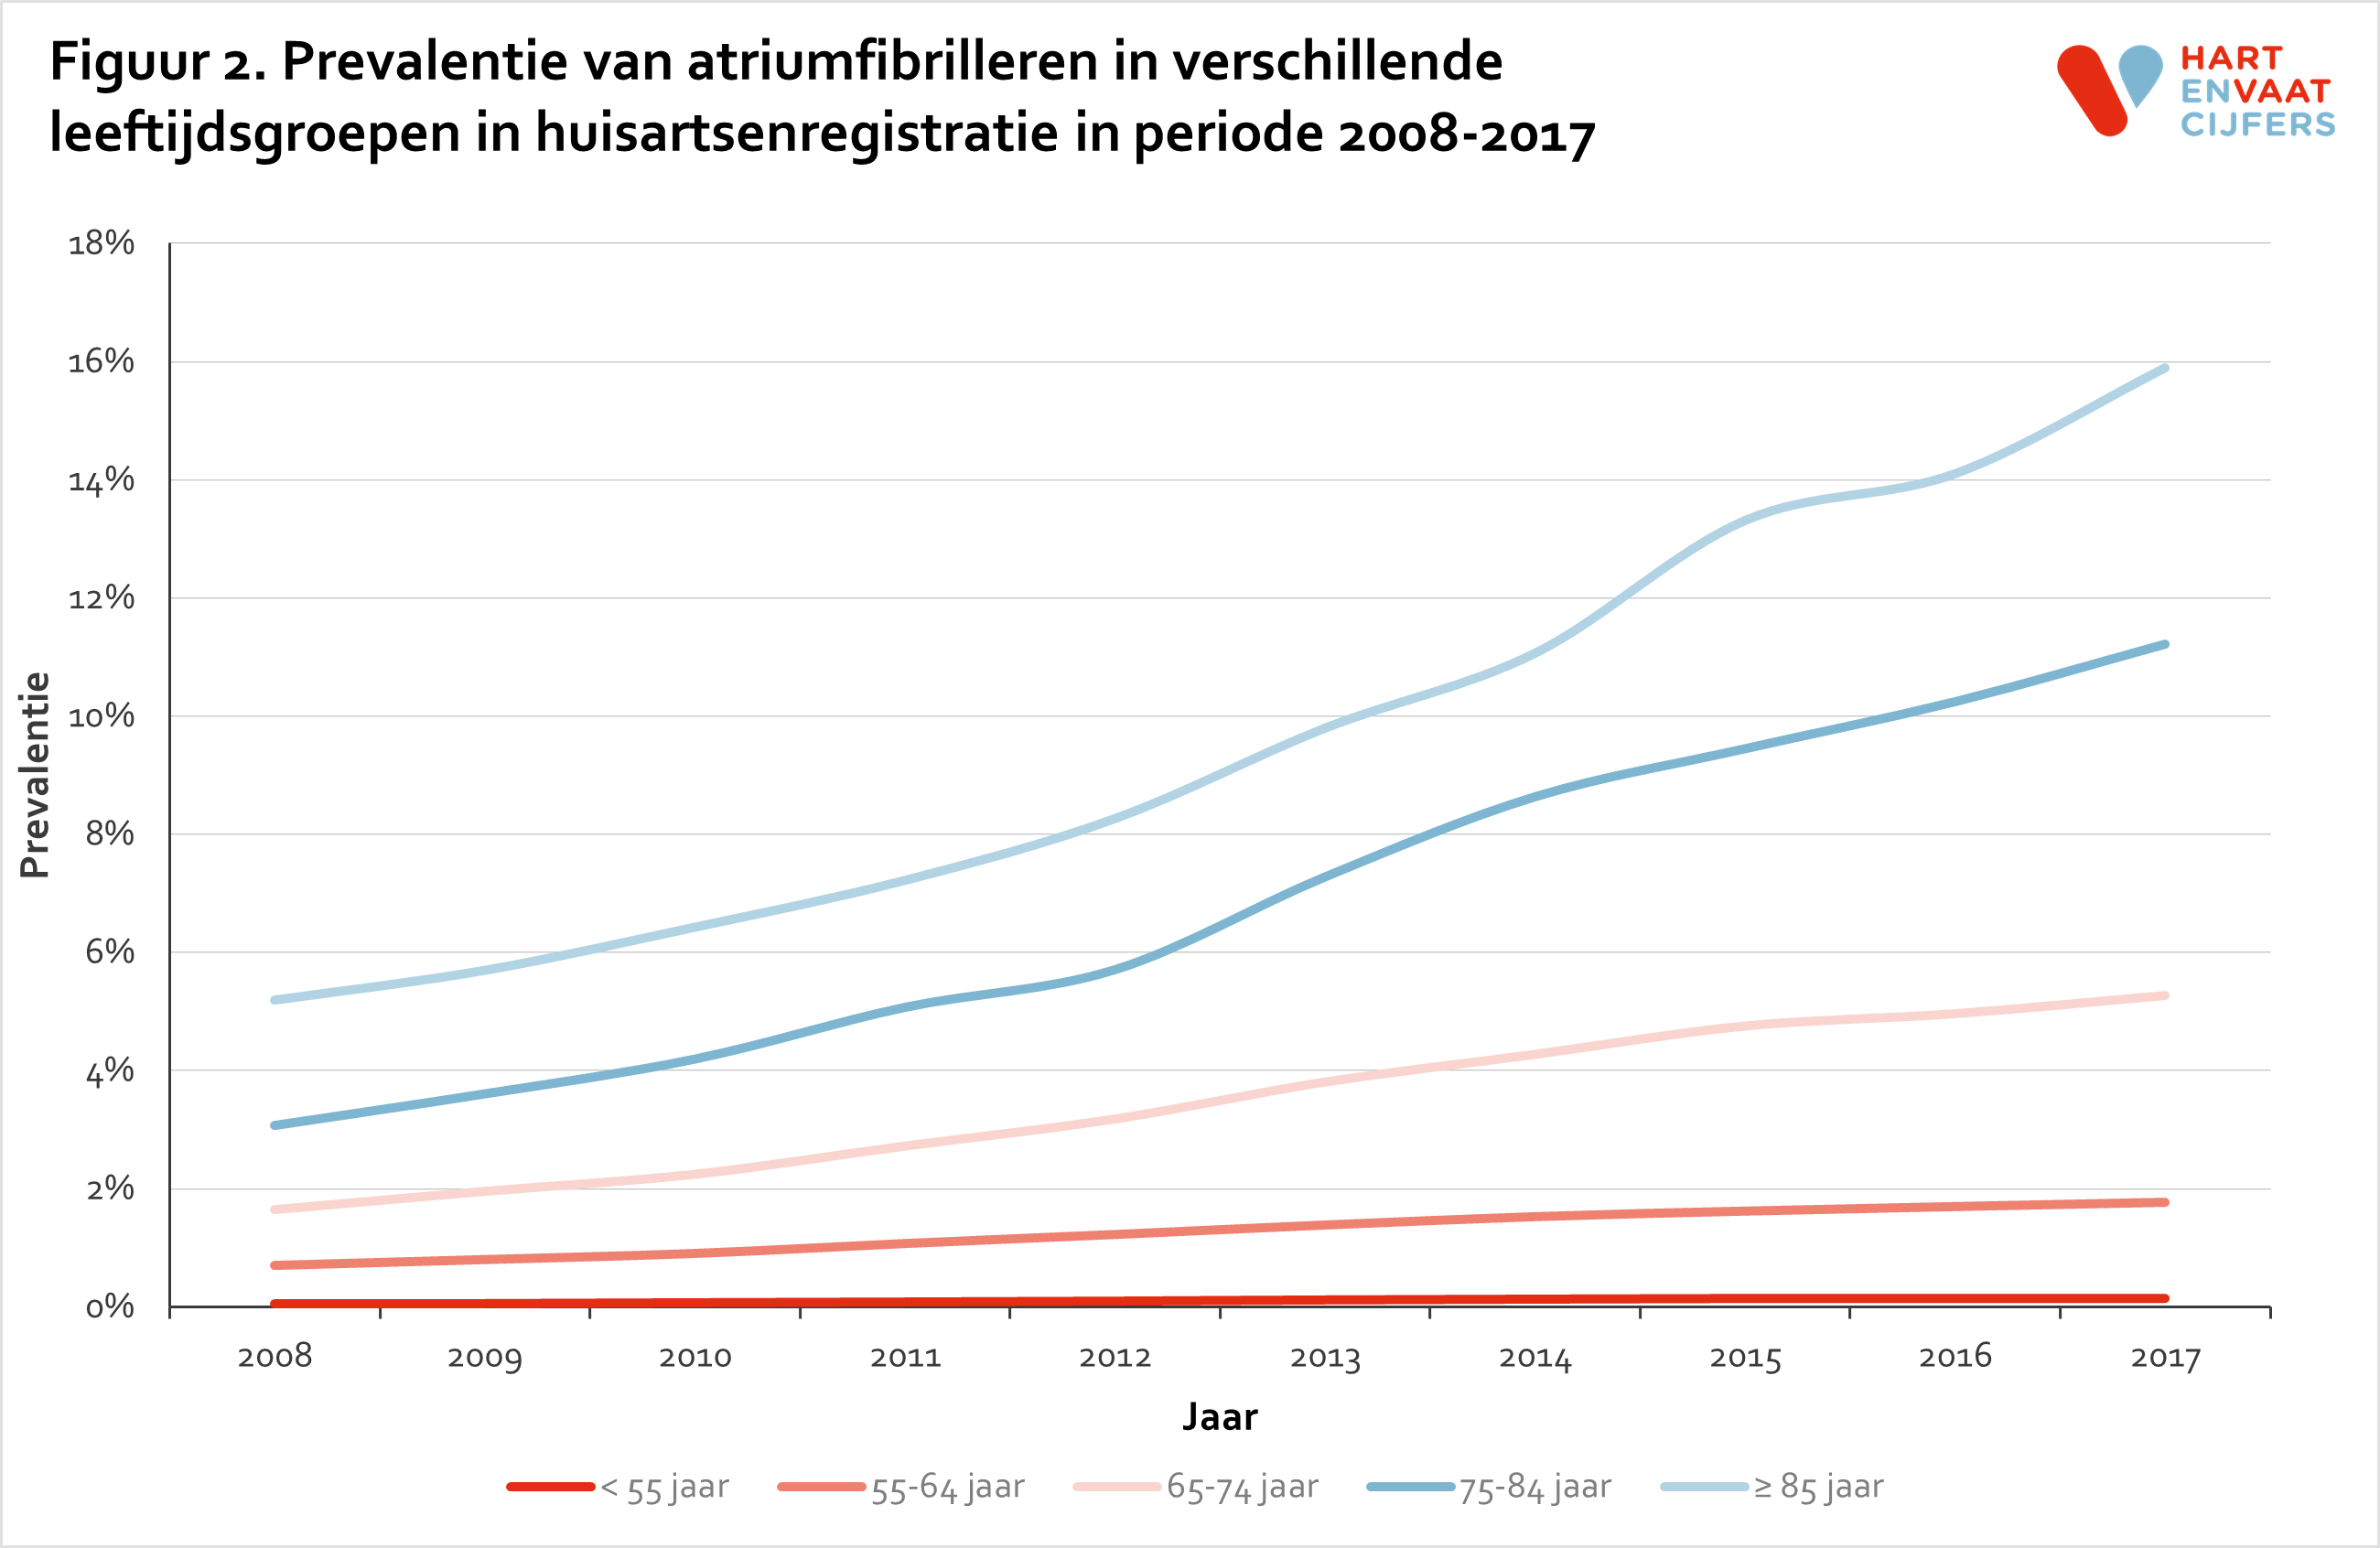 Figuur 2. Prevalentie van atriumfibrilleren in verschillende
leeftijdsgroepen in huisartsenregistratie in periode 2008-2017
HART
ENVAAT
CIJFERS
18%
16%
14%
12%
10%
8%
6%
4%
2%
0%
Prevalentie
2008 2009 2010 2011 2012 2013 2014 2015 2016 2017
Jaar
< 55 jaar 55-64 jaar 65-74 jaar 75-84 jaar ≥ 85 jaar